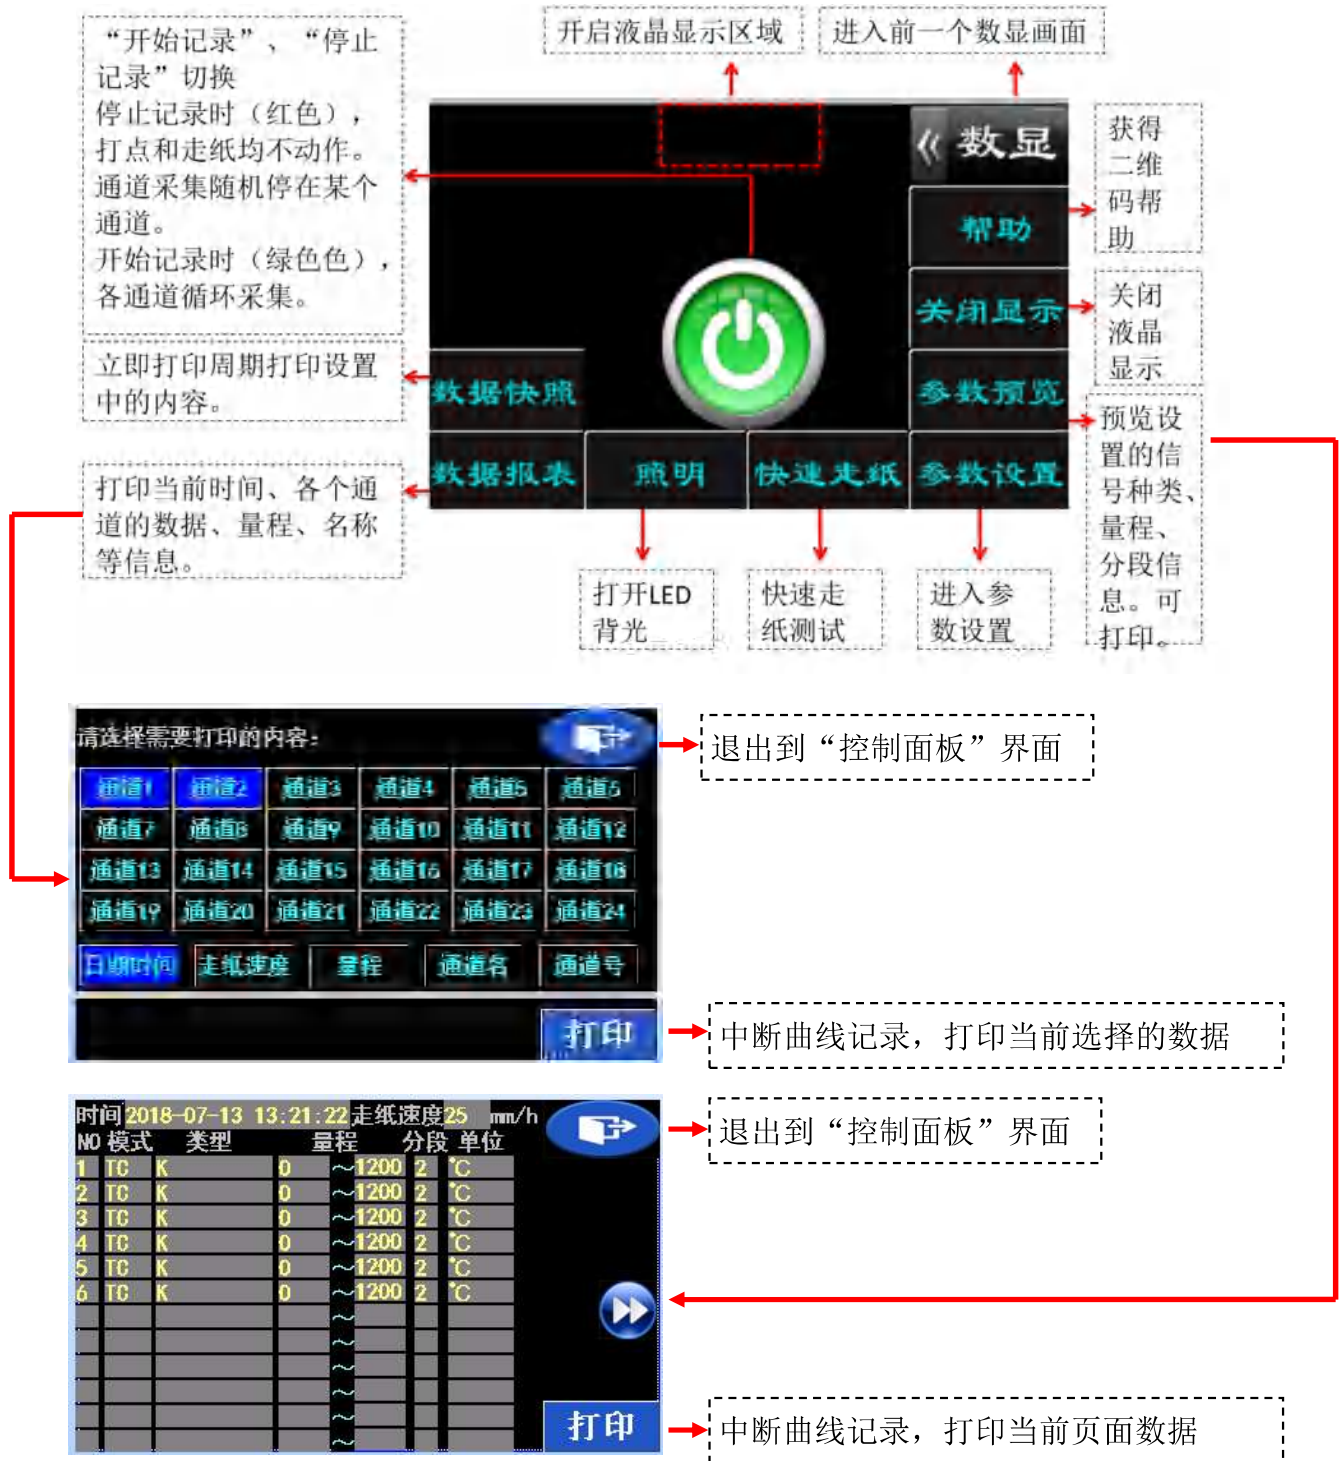 “开始记录”、“停止
记录”切换
停止记录时（红色），
打点和走纸均不动作。
通道采集随机停在某个
通道。
开始记录时（绿色色），
各通道循环采集。
立即打印周期打印设置
中的内容。
打印当前时间、各个通
道的数据、量程、名称
等信息。
开启液晶显示区域
进入前一个数显画面
« 数显
帮助
关闭显示
参数预览
数据快照
数据报表
照明
快速走纸
参数设置
获得
二维
码帮
助
关闭
液晶
显示
预览设
置的信
号种类、
量程、
分段信
息。可
打印。
打开LED
背光
快速走
纸测试
进入参
数设置
请选择需要打印的内容:
通道1 通道2 通道3 通道4 通道5 通道6
通道7 通道8 通道9 通道10 通道11 通道12
通道13 通道14 通道15 通道16 通道17 通道18
通道19 通道20 通道21 通道22 通道23 通道24
日期时间 走纸速度 量程 通道名 通道号
打印
退出到“控制面板”界面
中断曲线记录，打印当前选择的数据
时间2018-07-13 13:21:22走纸速度25 mm/h
NO 模式 类型 量程 分段 单位
1 TC K 0 ～1200 2 ℃
2 TC K 0 ～1200 2 ℃
3 TC K 0 ～1200 2 ℃
4 TC K 0 ～1200 2 ℃
5 TC K 0 ～1200 2 ℃
6 TC K 0 ～1200 2 ℃
～
～
～
～
～
～
打印
退出到“控制面板”界面
中断曲线记录，打印当前页面数据